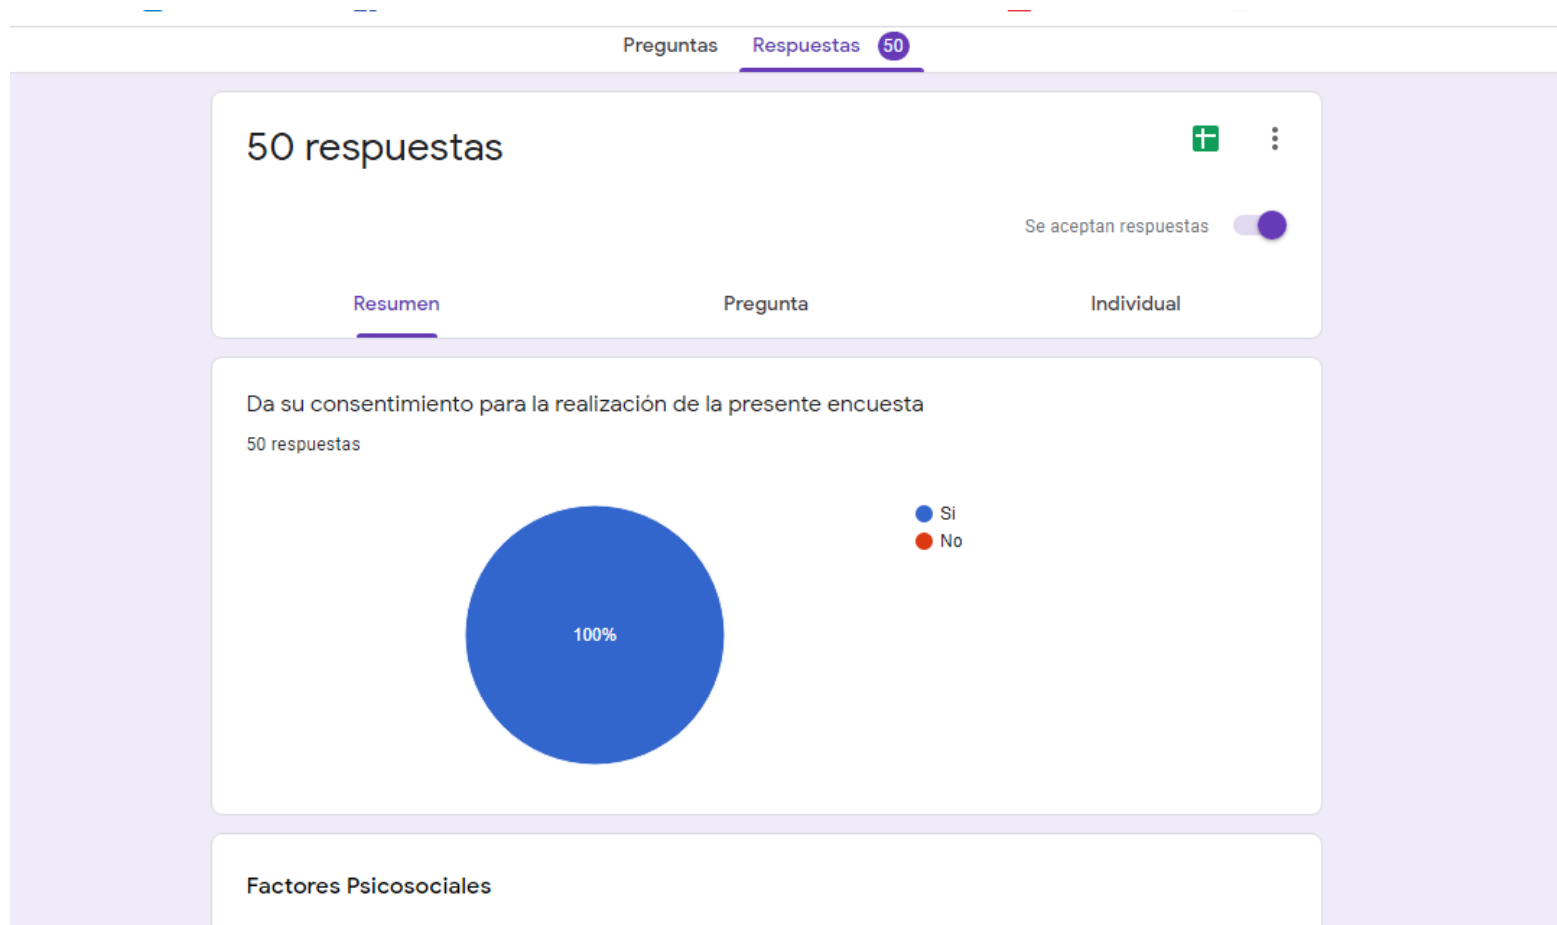 Preguntas Respuestas 50
50 respuestas
Se aceptan respuestas
Resumen Pregunta Individual
Da su consentimiento para la realización de la presente encuesta
50 respuestas
Si
No
100%
Factores Psicosociales